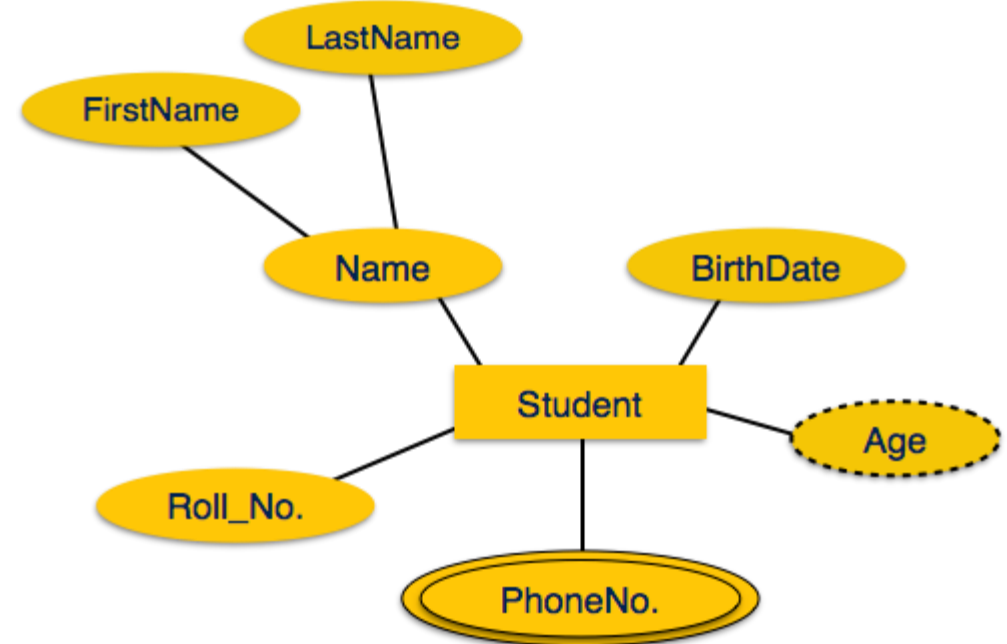 LastName
FirstName
Name
BirthDate
Student
Age
Roll_No.
PhoneNo.